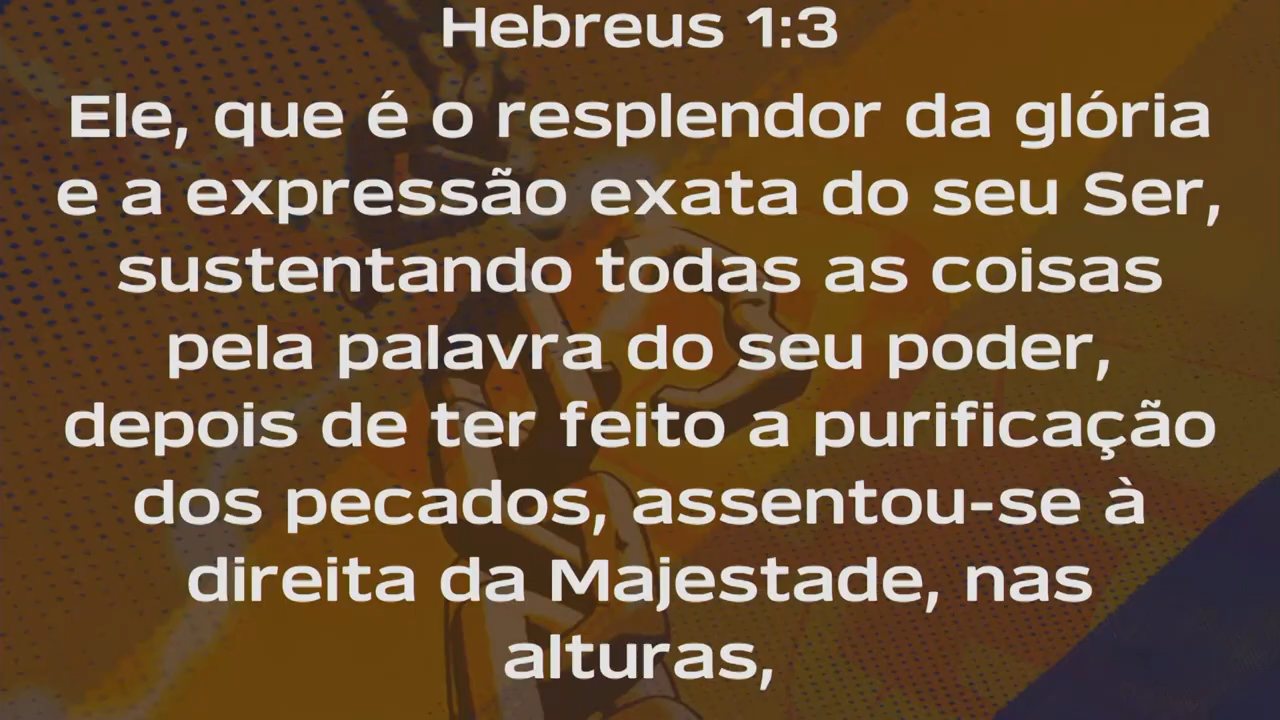 Hebreus 1:3
Ele, que é o resplendor da glória
e a expressão exata do seu Ser,
sustentando todas as coisas
pela palavra do seu poder,
depois de ter feito a purificação
dos pecados, assentou-se à
direita da Majestade, nas
alturas,